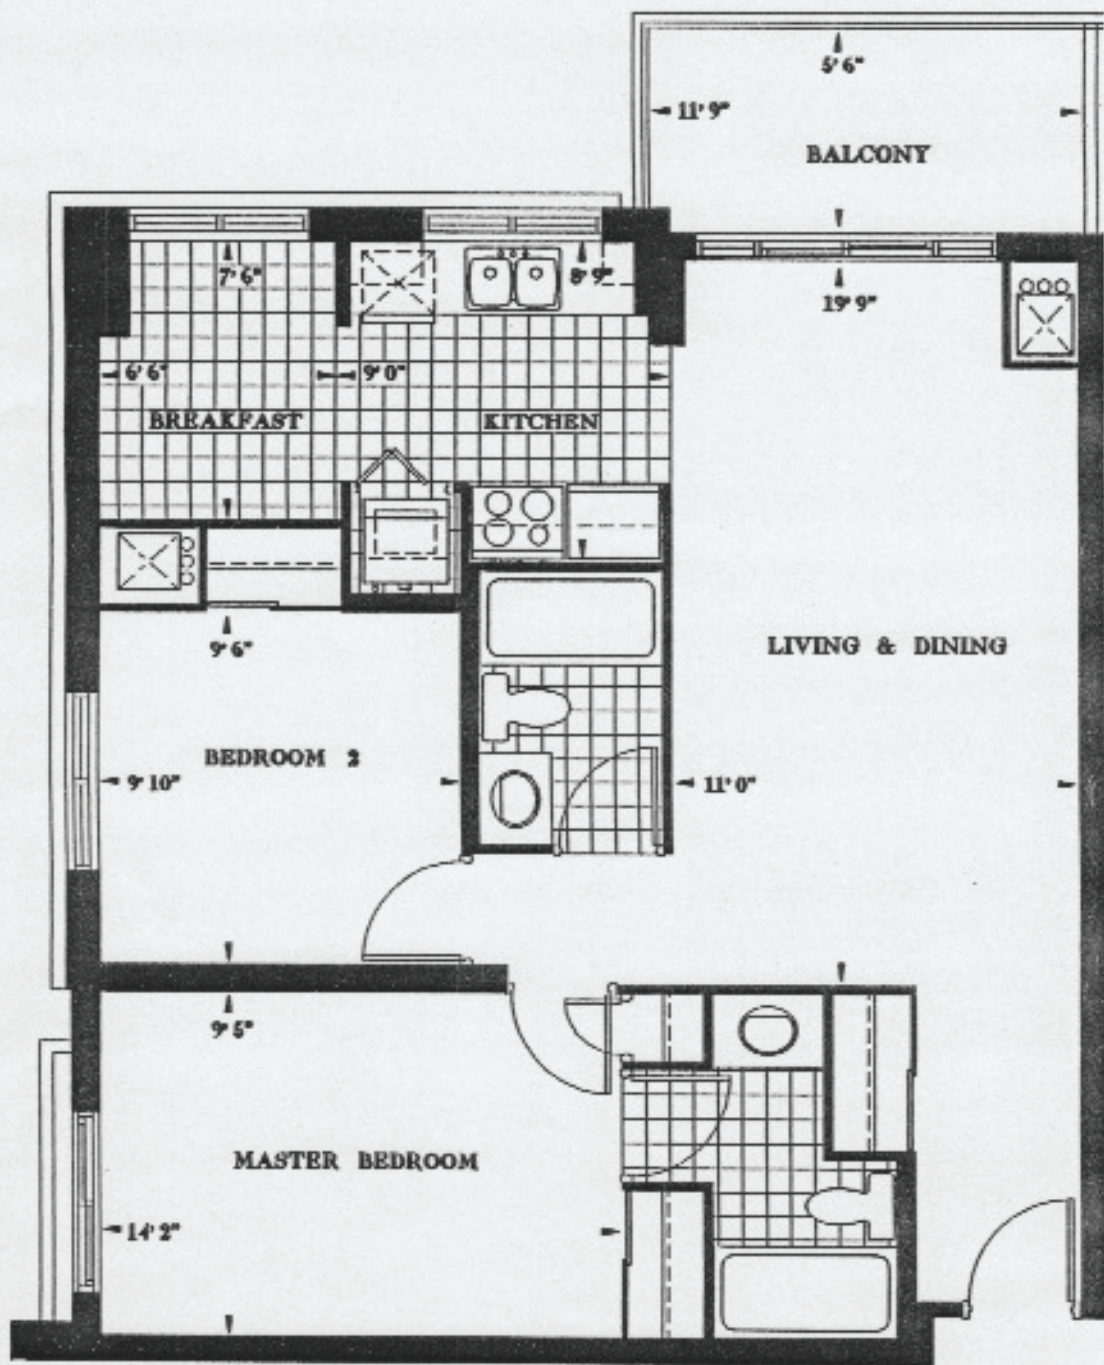 5' 6"
11' 9"
BALCONY
7' 6"
8' 9"
19' 9"
6' 6"
9' 0"
BREAKFAST
KITCHEN
9' 6"
LIVING & DINING
BEDROOM 2
9' 10"
11' 0"
9' 5"
MASTER BEDROOM
14' 2"